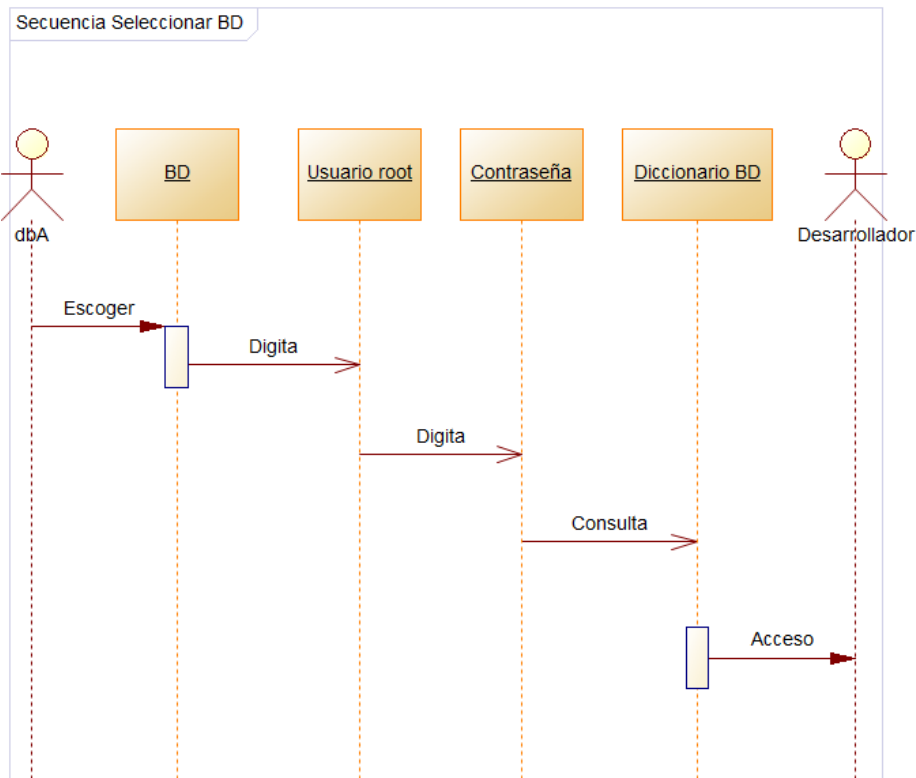 Secuencia Seleccionar BD
BD
Usuario root
Contraseña
Diccionario BD
dbA
Desarrollador
Escoger
Digita
Digita
Consulta
Acceso